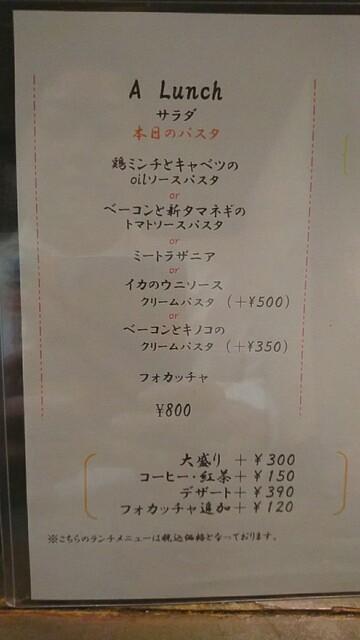 A Lunch
サラダ
本日のパスタ
鶏ミンチとキャベツの
oilソースパスタ
or
ベーコンと新タマネギの
トマトソースパスタ
or
ミートラザニア
or
イカのウニソース
クリームパスタ (+¥500)
or
ベーコンとキノコの
クリームパスタ (+¥350)
フォカッチャ
¥800
大盛り + ¥300
コーヒー・紅茶+ ¥150
デザート+ ¥390
フォカッチャ追加+ ¥120
※こちらのランチメニューは税込価格となっております。